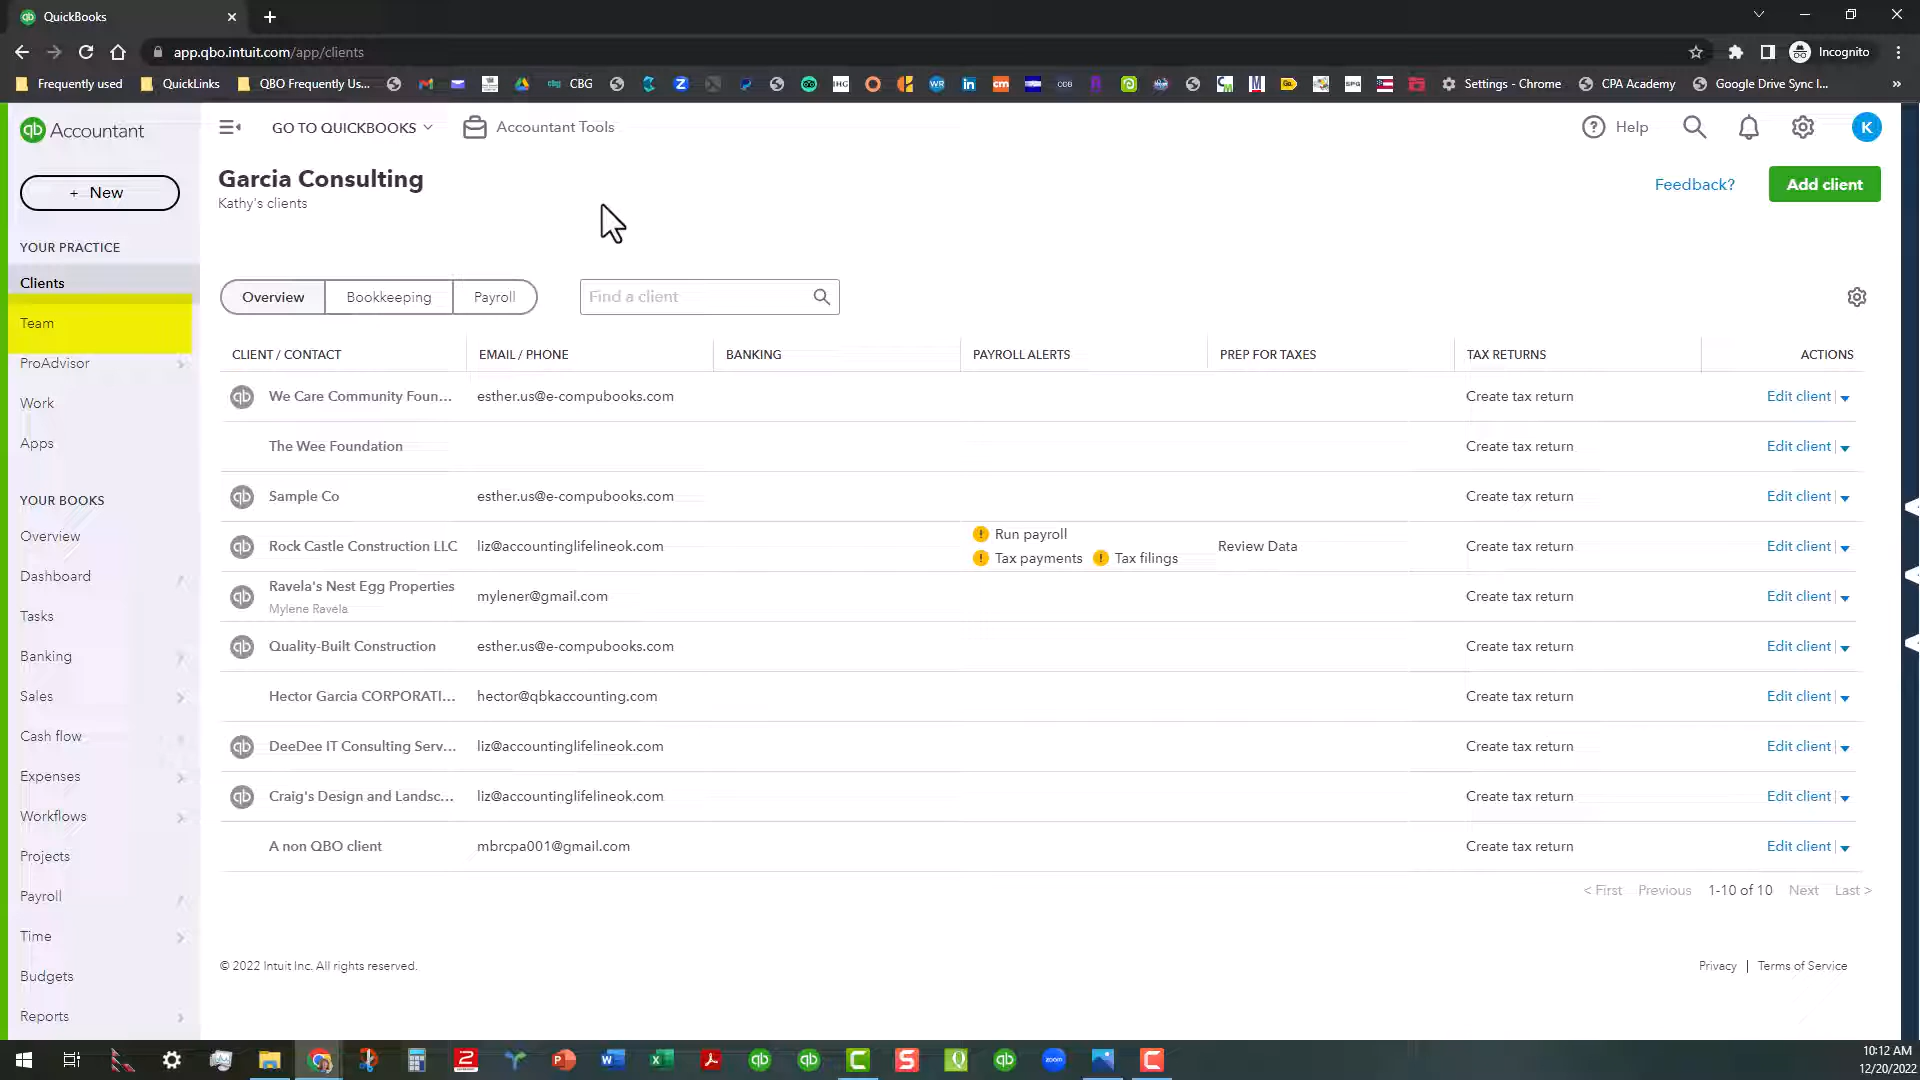 QuickBooks
app.qbo.intuit.com/app/clients
Incognito
Frequently used
QuickLinks
QBO Frequently Us...
CBG
Settings - Chrome
CPA Academy
Google Drive Sync I...
qb Accountant
GO TO QUICKBOOKS
Accountant Tools
Help
K
+ New
Garcia Consulting
Kathy's clients
Feedback?
Add client
YOUR PRACTICE
Clients
Team
ProAdvisor
Work
Apps
YOUR BOOKS
Overview
Dashboard
Tasks
Banking
Sales
Cash flow
Expenses
Workflows
Projects
Payroll
Time
Budgets
Reports
Overview
Bookkeeping
Payroll
Find a client
CLIENT / CONTACT EMAIL / PHONE BANKING PAYROLL ALERTS PREP FOR TAXES TAX RETURNS ACTIONS
qb We Care Community Foun... esther.us@e-compubooks.com Create tax return Edit client
The Wee Foundation Create tax return Edit client
qb Sample Co esther.us@e-compubooks.com Create tax return Edit client
Run payroll
qb Rock Castle Construction LLC liz@accountinglifelineok.com Review Data Create tax return Edit client
Tax payments Tax filings
qb Ravela's Nest Egg Properties mylener@gmail.com Create tax return Edit client
Mylene Ravela
qb Quality-Built Construction esther.us@e-compubooks.com Create tax return Edit client
Hector Garcia CORPORATI... hector@qbkaccounting.com Create tax return Edit client
qb DeeDee IT Consulting Serv... liz@accountinglifelineok.com Create tax return Edit client
qb Craig's Design and Landsc... liz@accountinglifelineok.com Create tax return Edit client
A non QBO client mbrcpa001@gmail.com Create tax return Edit client
< First Previous 1-10 of 10 Next Last >
© 2022 Intuit Inc. All rights reserved.
Privacy | Terms of Service
10:12 AM
12/20/2022